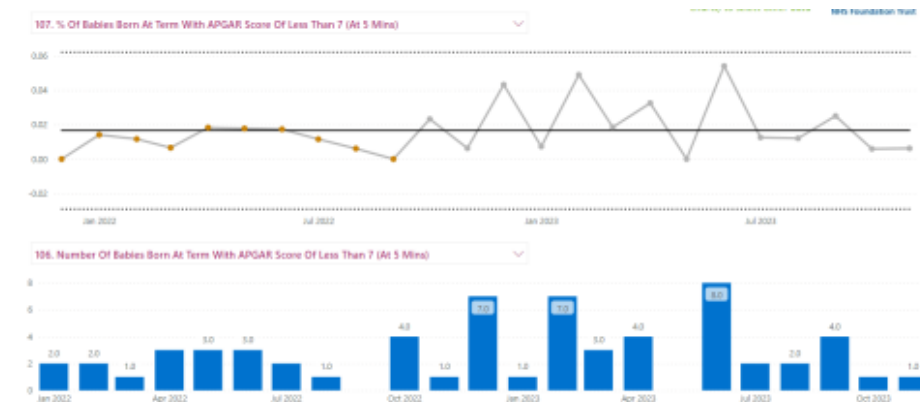 NHS Foundation Trust
107. % Of Babies Born At Term With APGAR Score Of Less Than 7 (At 5 Mins)
0.06
0.04
0.02
0.00
-0.02
Jan 2022 Jul 2022 Jan 2023 Jul 2023
106. Number Of Babies Born At Term With APGAR Score Of Less Than 7 (At 5 Mins)
8
6
4
2
0
2.0 2.0 1.0 3.0 3.0 1.0 4.0 1.0 7.0 1.0 7.0 3.0 4.0 8.0 2.0 4.0 1.0
Jan 2022 Apr 2022 Jul 2022 Oct 2022 Jan 2023 Apr 2023 Jul 2023 Oct 2023